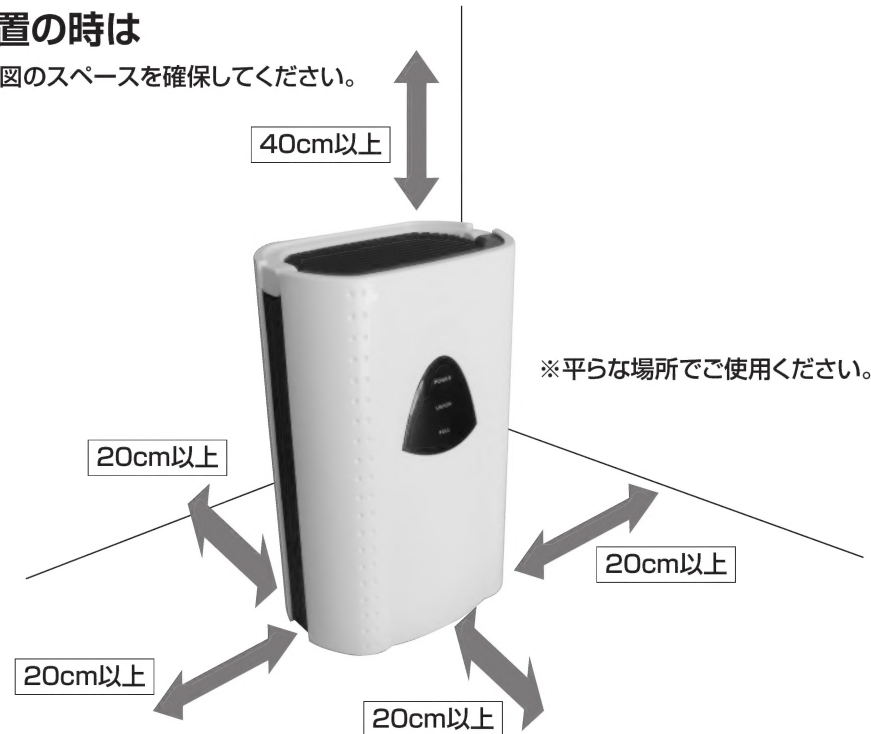 置の時は
図のスペースを確保してください。
40cm以上
※平らな場所でご使用ください。
20cm以上
20cm以上
20cm以上
20cm以上
POWER
FULL